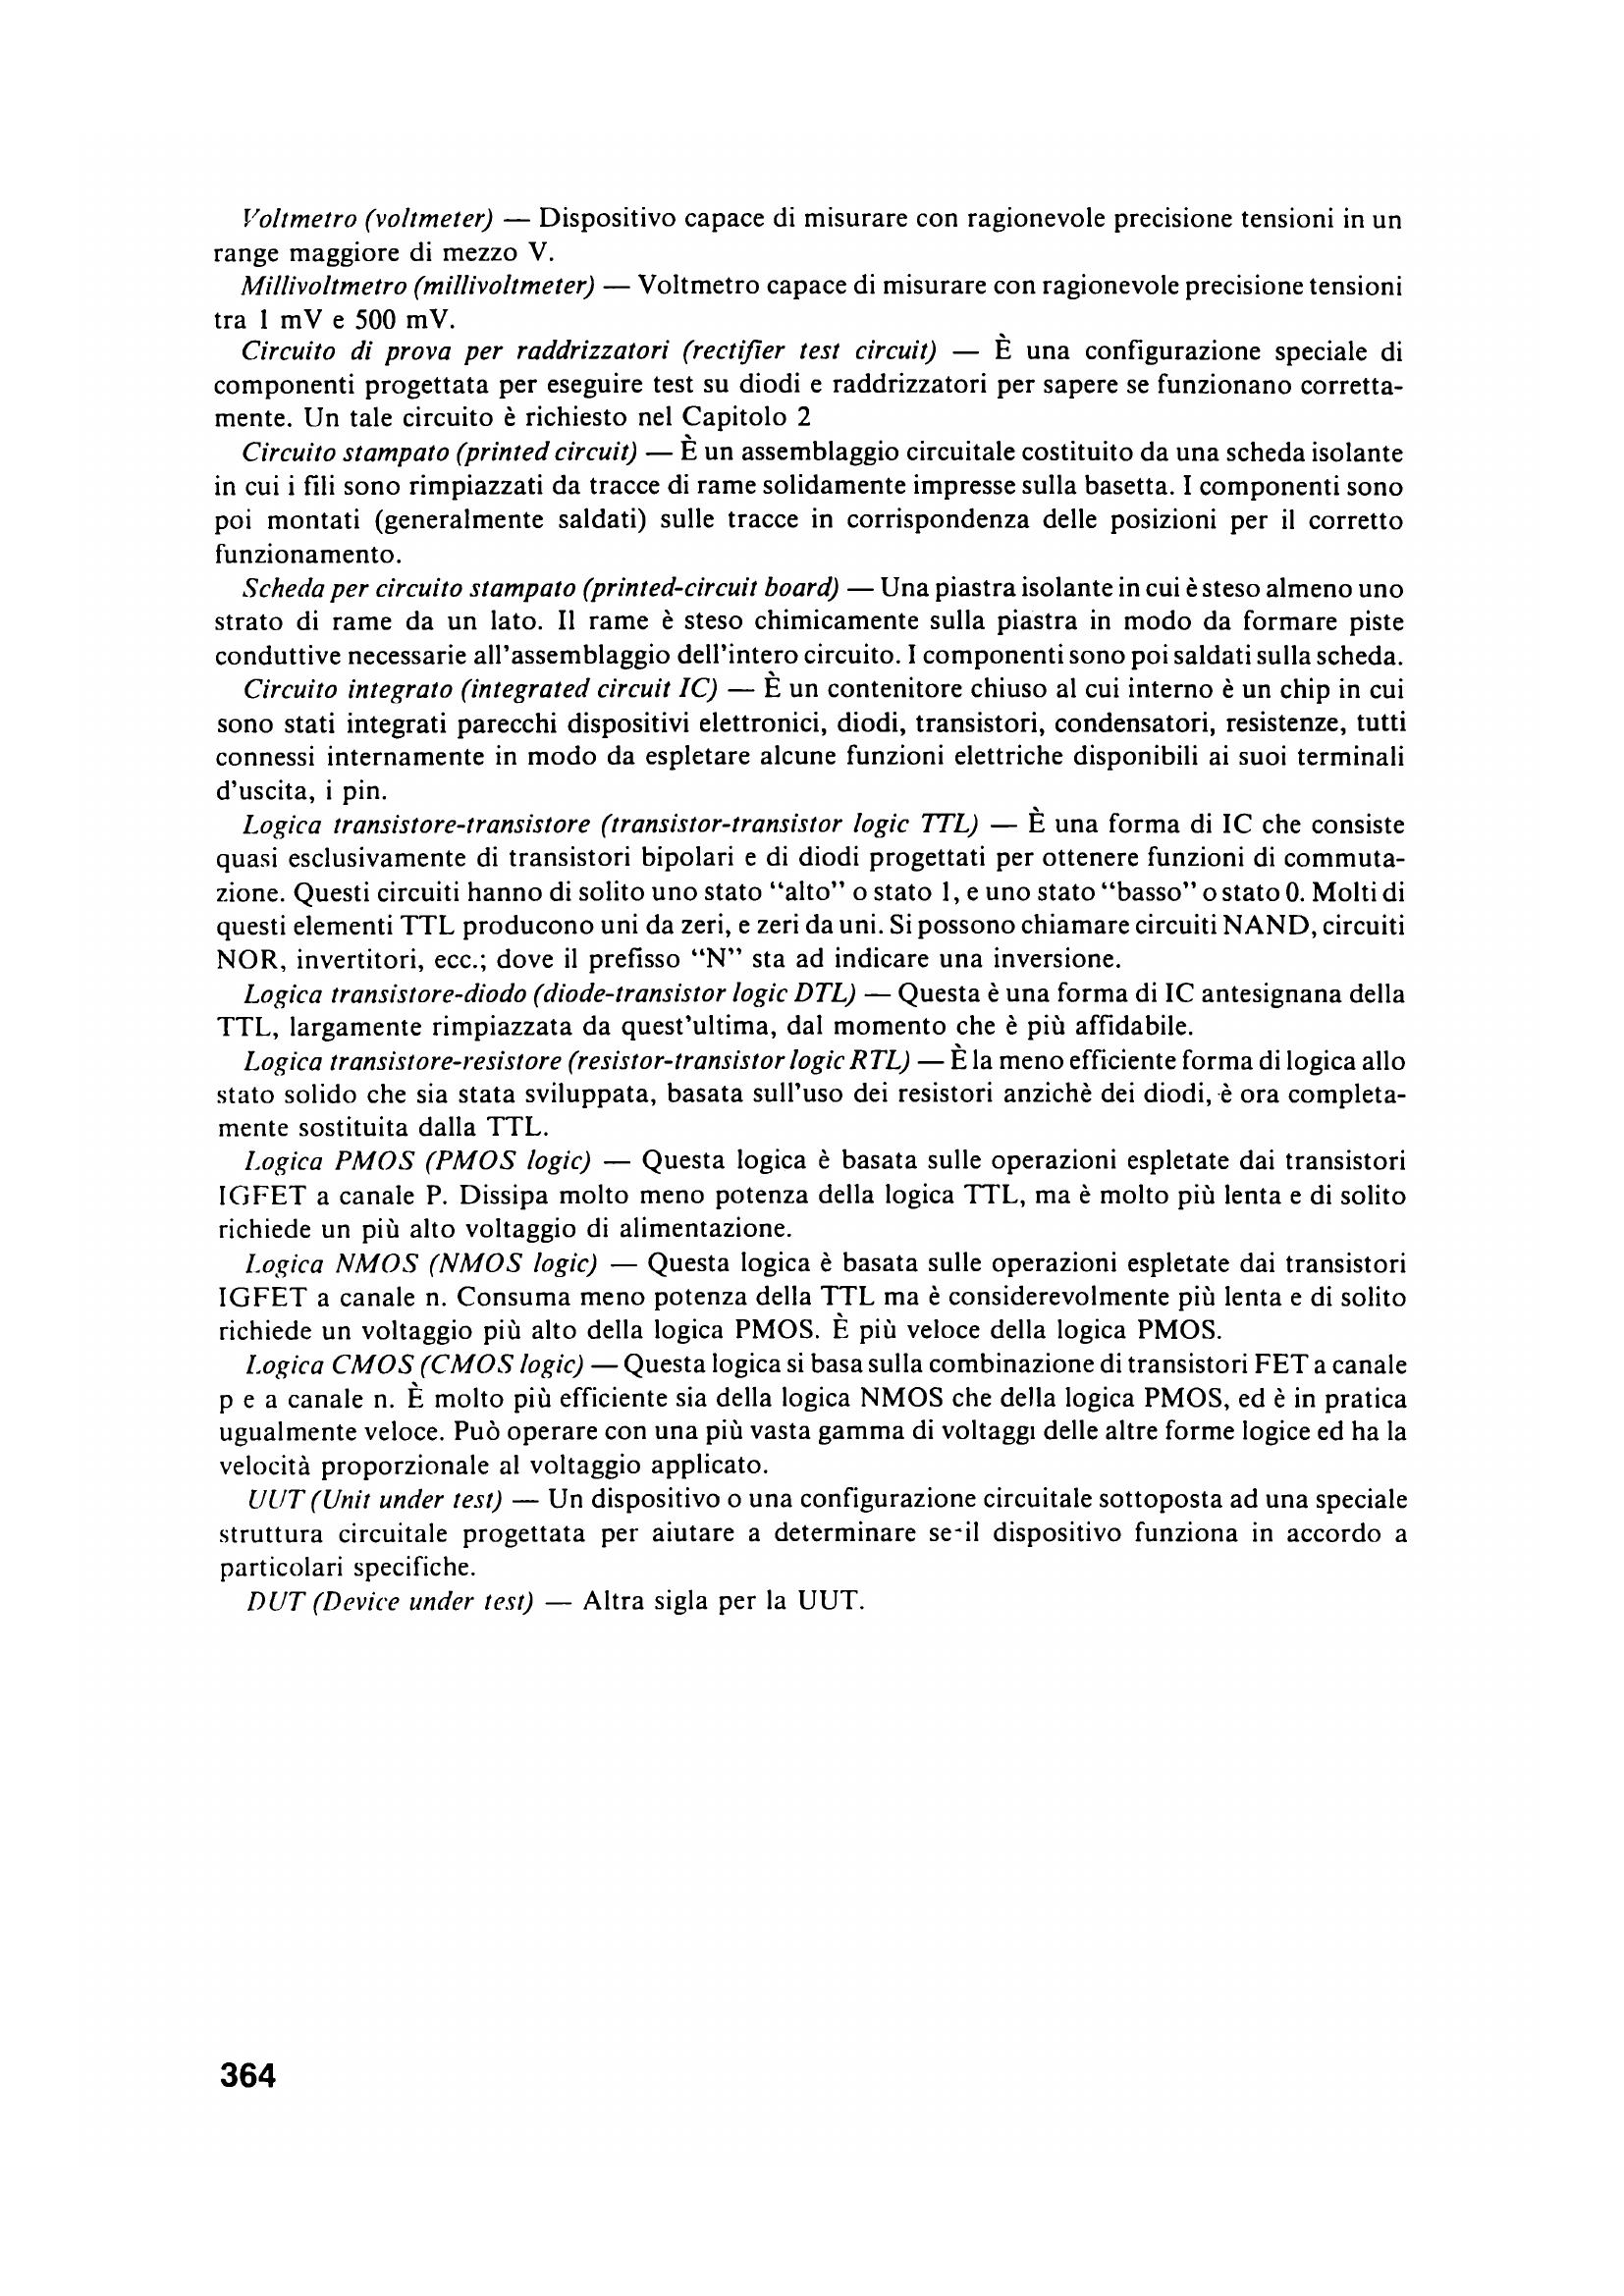 Voltmetro (voltmeter) — Dispositivo capace di misurare con ragionevole precisione tensioni in un
range maggiore di mezzo V.
Millivoltmetro (millivoltmeter) — Voltmetro capace di misurare con ragionevole precisione tensioni
tra 1 mV e 500 mV.
Circuito di prova per raddrizzatori (rectifier test circuit) — È una configurazione speciale di
componenti progettata per eseguire test su diodi e raddrizzatori per sapere se funzionano corretta-
mente. Un tale circuito è richiesto nel Capitolo 2
Circuito stampato (printed circuit) — È un assemblaggio circuitale costituito da una scheda isolante
in cui i fili sono rimpiazzati da tracce di rame solidamente impresse sulla basetta. I componenti sono
poi montati (generalmente saldati) sulle tracce in corrispondenza delle posizioni per il corretto
funzionamento.
Scheda per circuito stampato (printed-circuit board) — Una piastra isolante in cui è steso almeno uno
strato di rame da un lato. Il rame è steso chimicamente sulla piastra in modo da formare piste
conduttive necessarie all'assemblaggio dell'intero circuito. I componenti sono poi saldati sulla scheda.
Circuito integrato (integrated circuit IC) — È un contenitore chiuso al cui interno è un chip in cui
sono stati integrati parecchi dispositivi elettronici, diodi, transistori, condensatori, resistenze, tutti
connessi internamente in modo da espletare alcune funzioni elettriche disponibili ai suoi terminali
d'uscita, i pin.
Logica transistore-transistore (transistor-transistor logic TTL) — È una forma di IC che consiste
quasi esclusivamente di transistori bipolari e di diodi progettati per ottenere funzioni di commuta-
zione. Questi circuiti hanno di solito uno stato “alto” o stato 1, e uno stato “basso” o stato 0. Molti di
questi elementi TTL producono uni da zeri, e zeri da uni. Si possono chiamare circuiti NAND, circuiti
NOR, invertitori, ecc.; dove il prefisso “N” sta ad indicare una inversione.
Logica transistore-diodo (diode-transistor logic DTL) — Questa è una forma di IC antesignana della
TTL, largamente rimpiazzata da quest'ultima, dal momento che è più affidabile.
Logica transistore-resistore (resistor-transistor logic RTL) — È la meno efficiente forma di logica allo
stato solido che sia stata sviluppata, basata sull'uso dei resistori anzichè dei diodi, è ora completa-
mente sostituita dalla TTL.
Logica PMOS (PMOS logic) — Questa logica è basata sulle operazioni espletate dai transistori
IGFET a canale P. Dissipa molto meno potenza della logica TTL, ma è molto più lenta e di solito
richiede un più alto voltaggio di alimentazione.
Logica NMOS (NMOS logic) — Questa logica è basata sulle operazioni espletate dai transistori
IGFET a canale n. Consuma meno potenza della TTL ma è considerevolmente più lenta e di solito
richiede un voltaggio più alto della logica PMOS. È più veloce della logica PMOS.
Logica CMOS (CMOS logic) — Questa logica si basa sulla combinazione di transistori FET a canale
p e a canale n. È molto più efficiente sia della logica NMOS che della logica PMOS, ed è in pratica
ugualmente veloce. Può operare con una più vasta gamma di voltaggi delle altre forme logice ed ha la
velocità proporzionale al voltaggio applicato.
UUT (Unit under test) — Un dispositivo o una configurazione circuitale sottoposta ad una speciale
struttura circuitale progettata per aiutare a determinare se il dispositivo funziona in accordo a
particolari specifiche.
DUT (Device under test) — Altra sigla per la UUT.
364